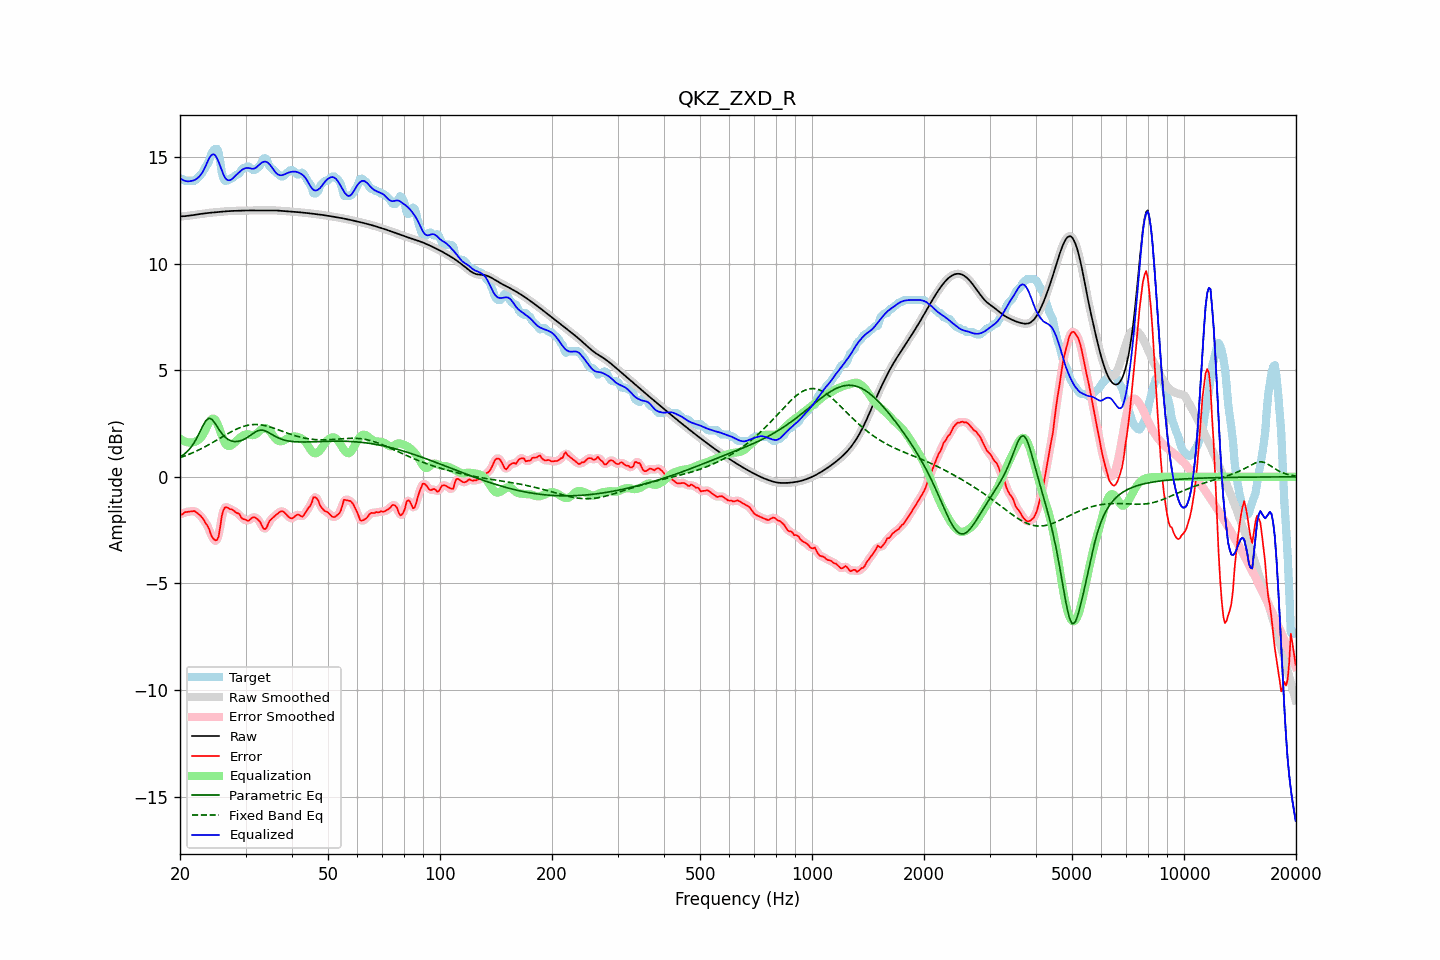 QKZ_ZXD_R
Amplitude (dBr)
15
10
5
0
−5
−10
−15
Target
Raw Smoothed
Error Smoothed
Raw
Error
Equalization
Parametric Eq
Fixed Band Eq
Equalized
20 50 100 200 500 1000 2000 5000 10000 20000
Frequency (Hz)